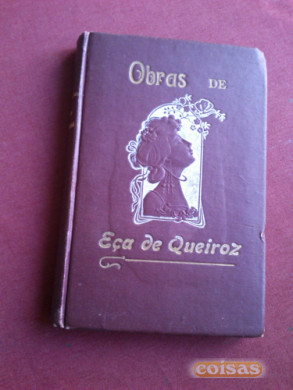 Obras DE
Eça de Queiroz
coisas